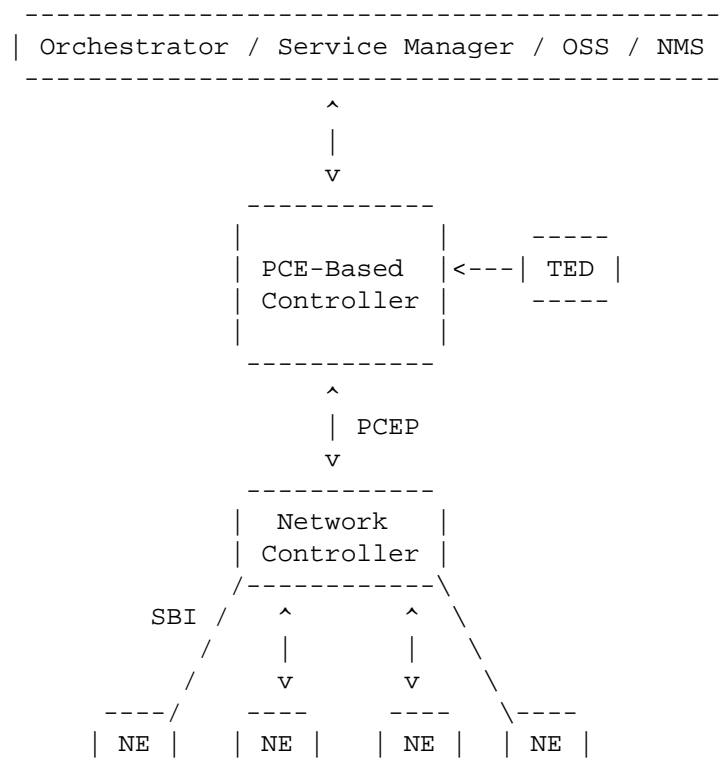 Orchestrator / Service Manager / OSS / NMS
PCE-Based
Controller
TED
PCEP
Network
Controller
SBI
NE NE NE NE